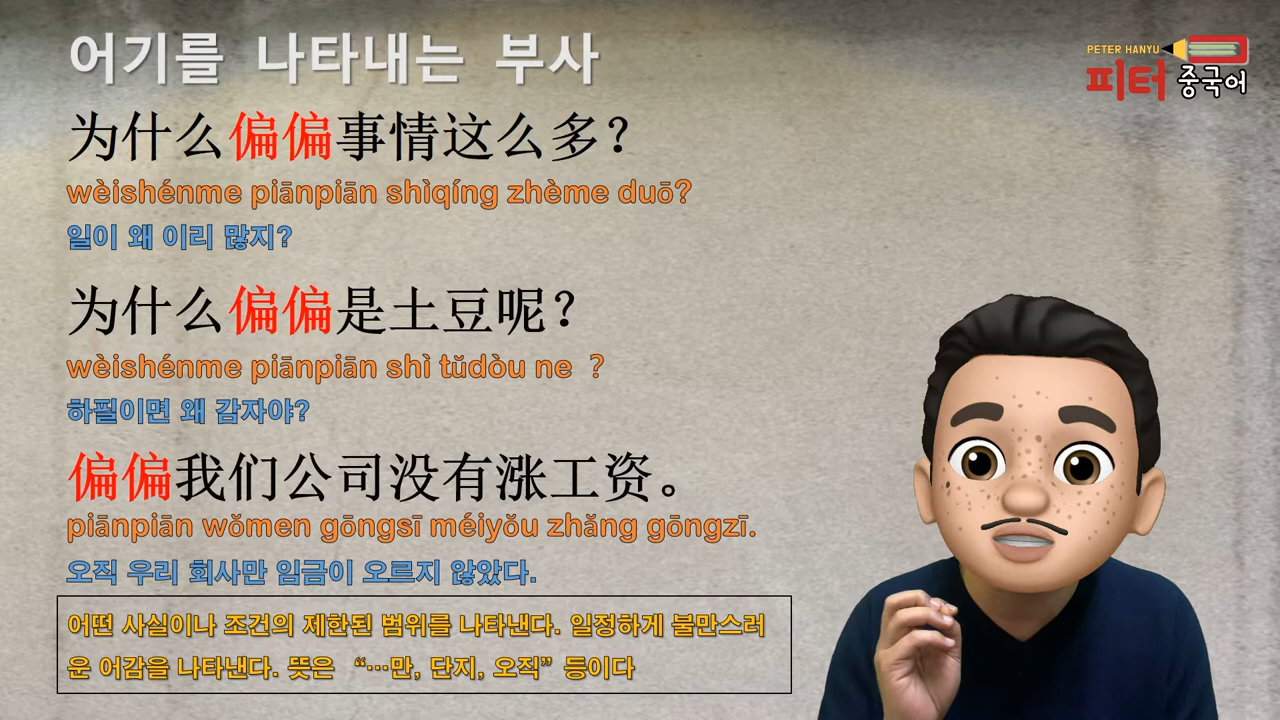 어기를 나타내는 부사
PETER HANYU
피터 중국어
为什么偏偏事情这么多？
wèishénme piānpiān shìqíng zhème duō?
일이 왜 이리 많지?
为什么偏偏是土豆呢？
wèishénme piānpiān shì tǔdòu ne ？
하필이면 왜 감자야?
偏偏我们公司没有涨工资。
piānpiān wǒmen gōngsī méiyǒu zhǎng gōngzī.
오직 우리 회사만 임금이 오르지 않았다.
어떤 사실이나 조건의 제한된 범위를 나타낸다. 일정하게 불만스러
운 어감을 나타낸다. 뜻은 “…만, 단지, 오직” 등이다